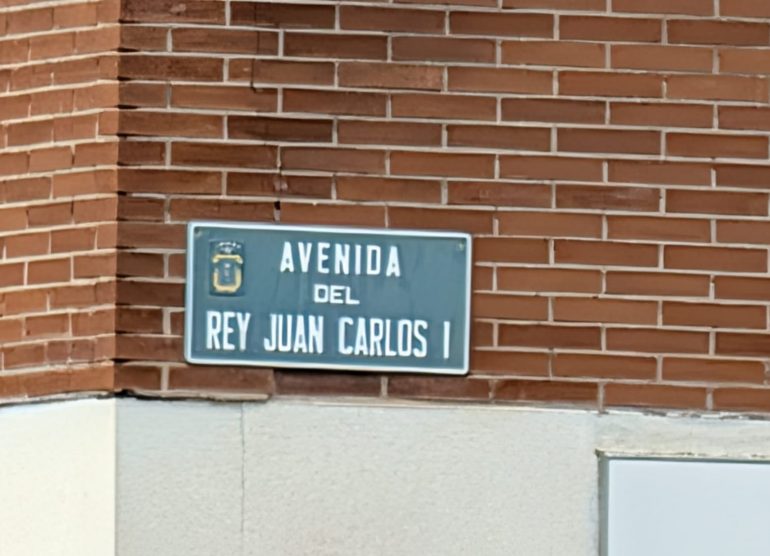 AVENIDA
DEL
REY JUAN CARLOS I